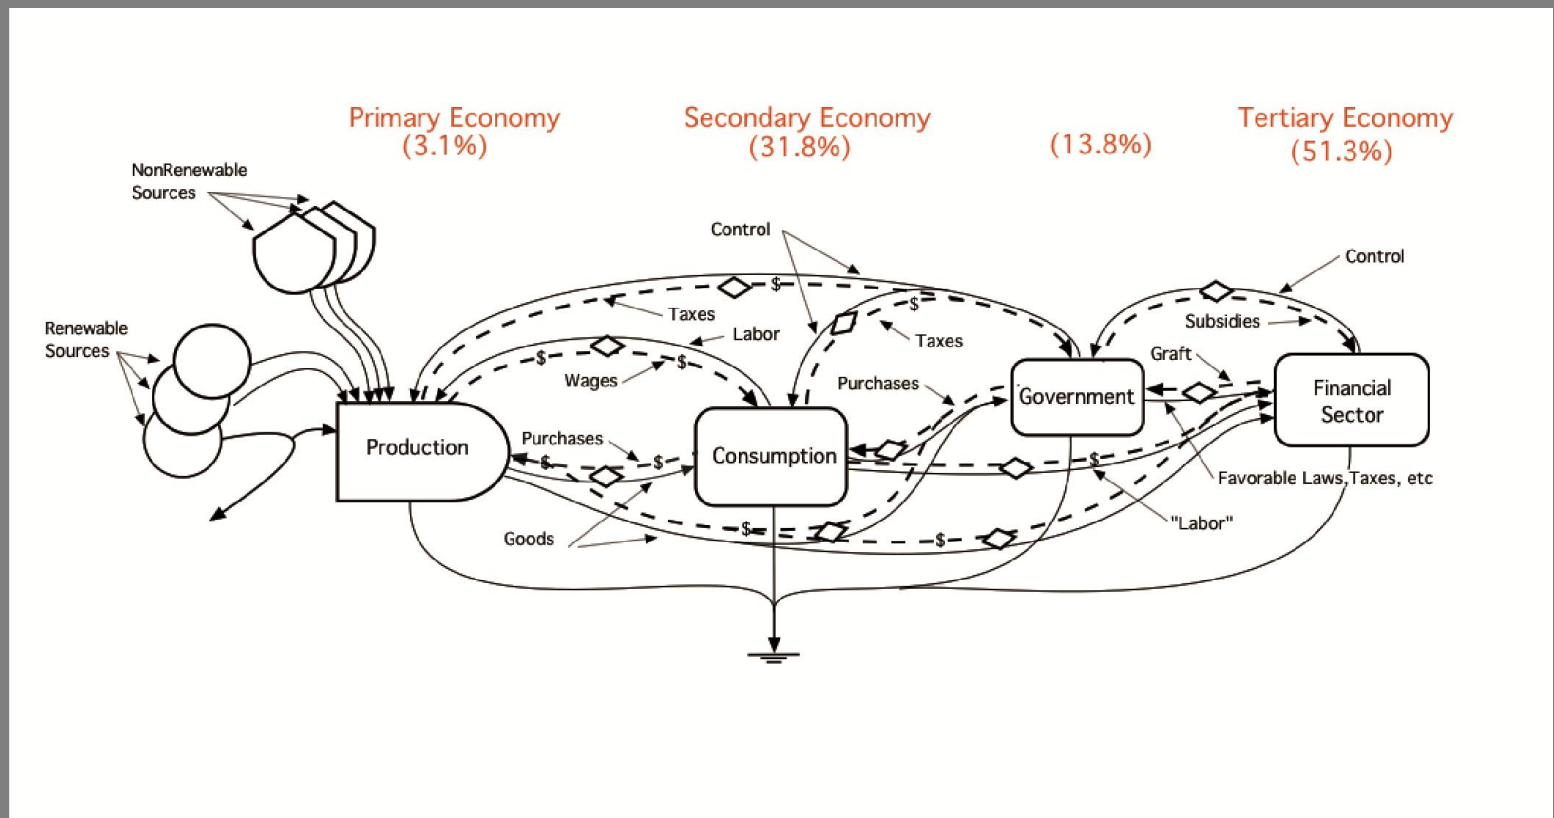 Primary Economy
(3.1%)
Secondary Economy
(31.8%)
(13.8%)
Tertiary Economy
(51.3%)
NonRenewable
Sources
Renewable
Sources
Control
Control
Taxes
Labor
Taxes
Subsidies
Graft
Wages
Purchases
Purchases
Production
Consumption
Government
Financial
Sector
Goods
Favorable Laws,Taxes, etc
"Labor"
$
$
$
$
$
$
$
$
$